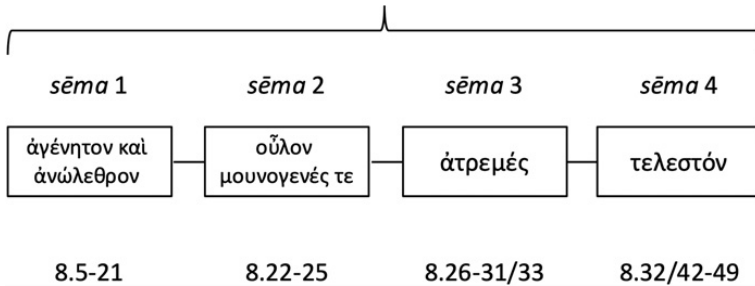 sēma 1 sēma 2 sēma 3 sēma 4
ἀγένητον καὶ
ἀνώλεθρον
οὖλον
μουνογενές τε
ἀτρεμές
τελεστόν
8.5-21 8.22-25 8.26-31/33 8.32/42-49